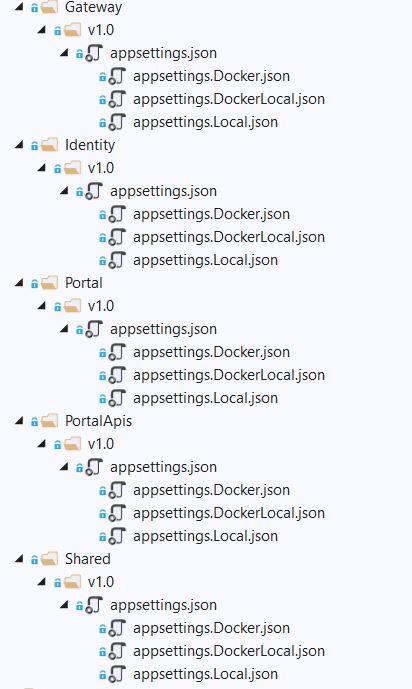 Gateway
v1.0
appsettings.json
appsettings.Docker.json
appsettings.DockerLocal.json
appsettings.Local.json
Identity
v1.0
appsettings.json
appsettings.Docker.json
appsettings.DockerLocal.json
appsettings.Local.json
Portal
v1.0
appsettings.json
appsettings.Docker.json
appsettings.DockerLocal.json
appsettings.Local.json
PortalApis
v1.0
appsettings.json
appsettings.Docker.json
appsettings.DockerLocal.json
appsettings.Local.json
Shared
v1.0
appsettings.json
appsettings.Docker.json
appsettings.DockerLocal.json
appsettings.Local.json